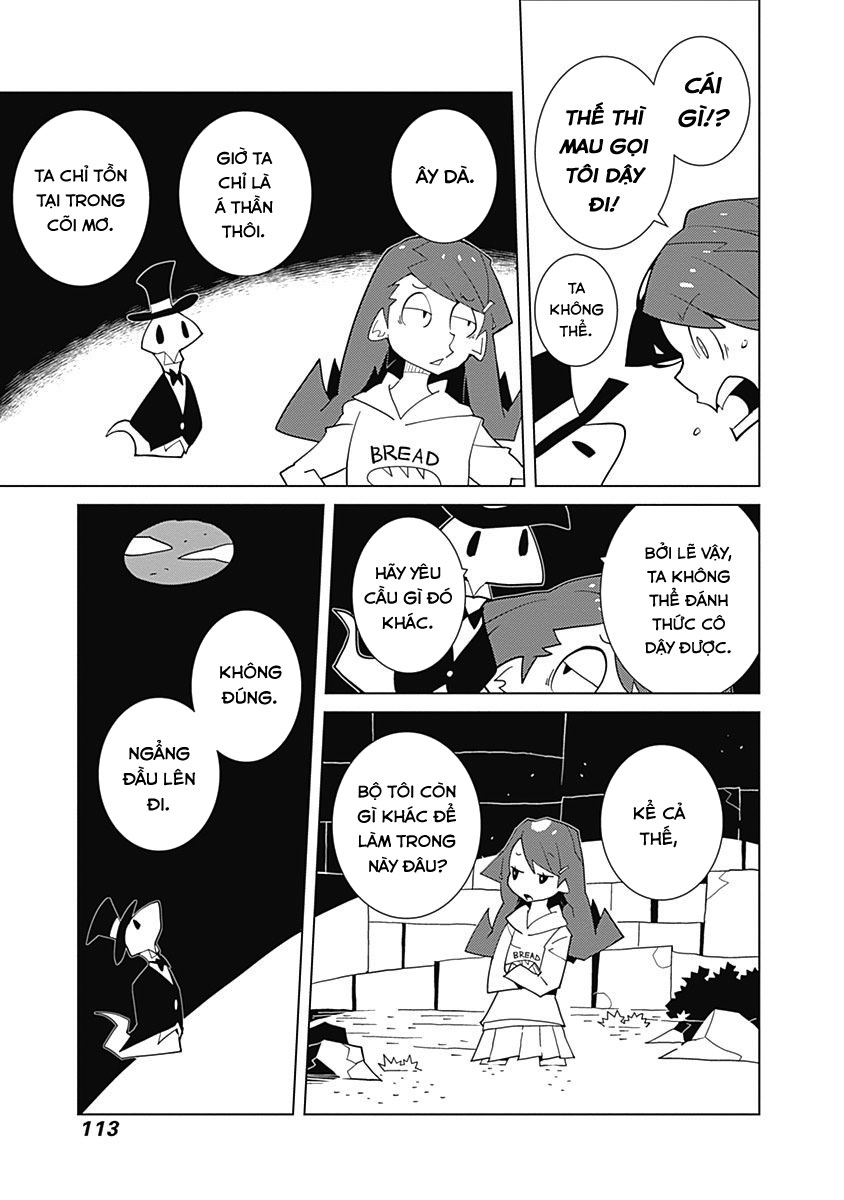 CÁI
GÌ!?
THẾ THÌ
MAU GỌI
TÔI DẬY
ĐI!
TA
KHÔNG
THỂ.
ÂY DÀ.
GIỜ TA
CHỈ LÀ
Á THẦN
THÔI.
TA CHỈ TỒN
TẠI TRONG
CÕI MƠ.
BREAD
BỞI LẼ VẬY,
TA KHÔNG
THỂ ĐÁNH
THỨC CÔ
DẬY ĐƯỢC.
HÃY YÊU
CẦU GÌ ĐÓ
KHÁC.
KỂ CẢ
THẾ,
BỘ TÔI CÒN
GÌ KHÁC ĐỂ
LÀM TRONG
NÀY ĐÂU?
BREAD
KHÔNG
ĐÚNG.
NGẨNG
ĐẦU LÊN
ĐI.
113